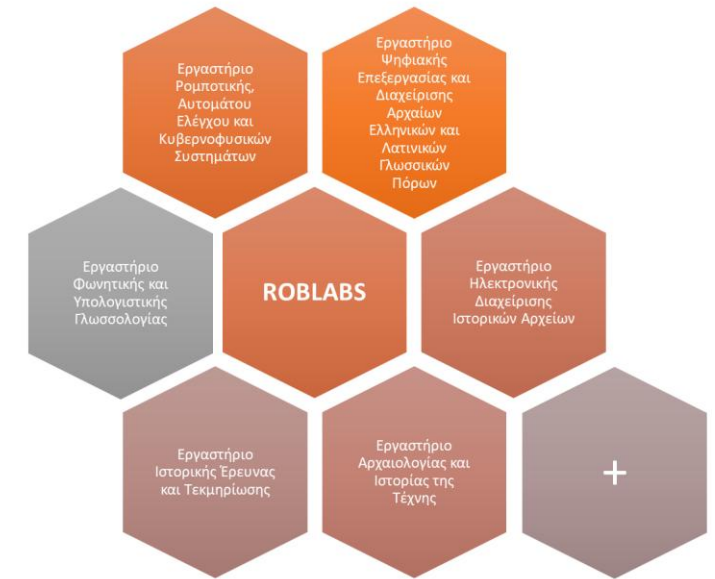 Εργαστήριο
Ρομποτικής,
Αυτομάτου
Ελέγχου και
Κυβερνοφυσικών
Συστημάτων
Εργαστήριο
Ψηφιακής
Επεξεργασίας και
Διαχείρισης
Αρχαίων
Ελληνικών και
Λατινικών
Γλωσσικών
Πόρων
Εργαστήριο
Φωνητικής και
Υπολογιστικής
Γλωσσολογίας
ROBLABS
Εργαστήριο
Ηλεκτρονικής
Διαχείρισης
Ιστορικών Αρχείων
Εργαστήριο
Ιστορικής Έρευνας
και Τεκμηρίωσης
Εργαστήριο
Αρχαιολογίας και
Ιστορίας της
Τέχνης
+